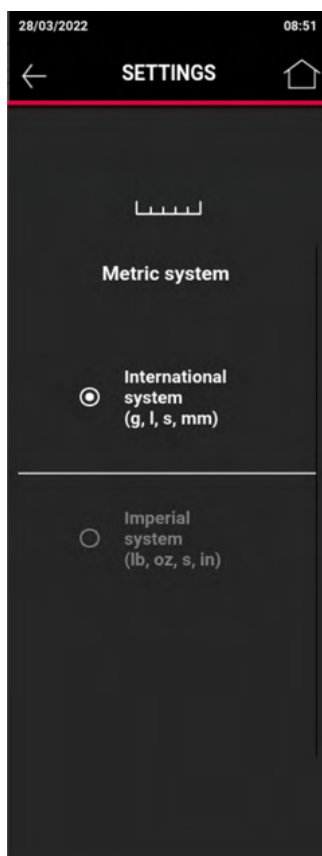 28/03/2022 08:51
SETTINGS
Metric system
International
system
(g, l, s, mm)
Imperial
system
(lb, oz, s, in)